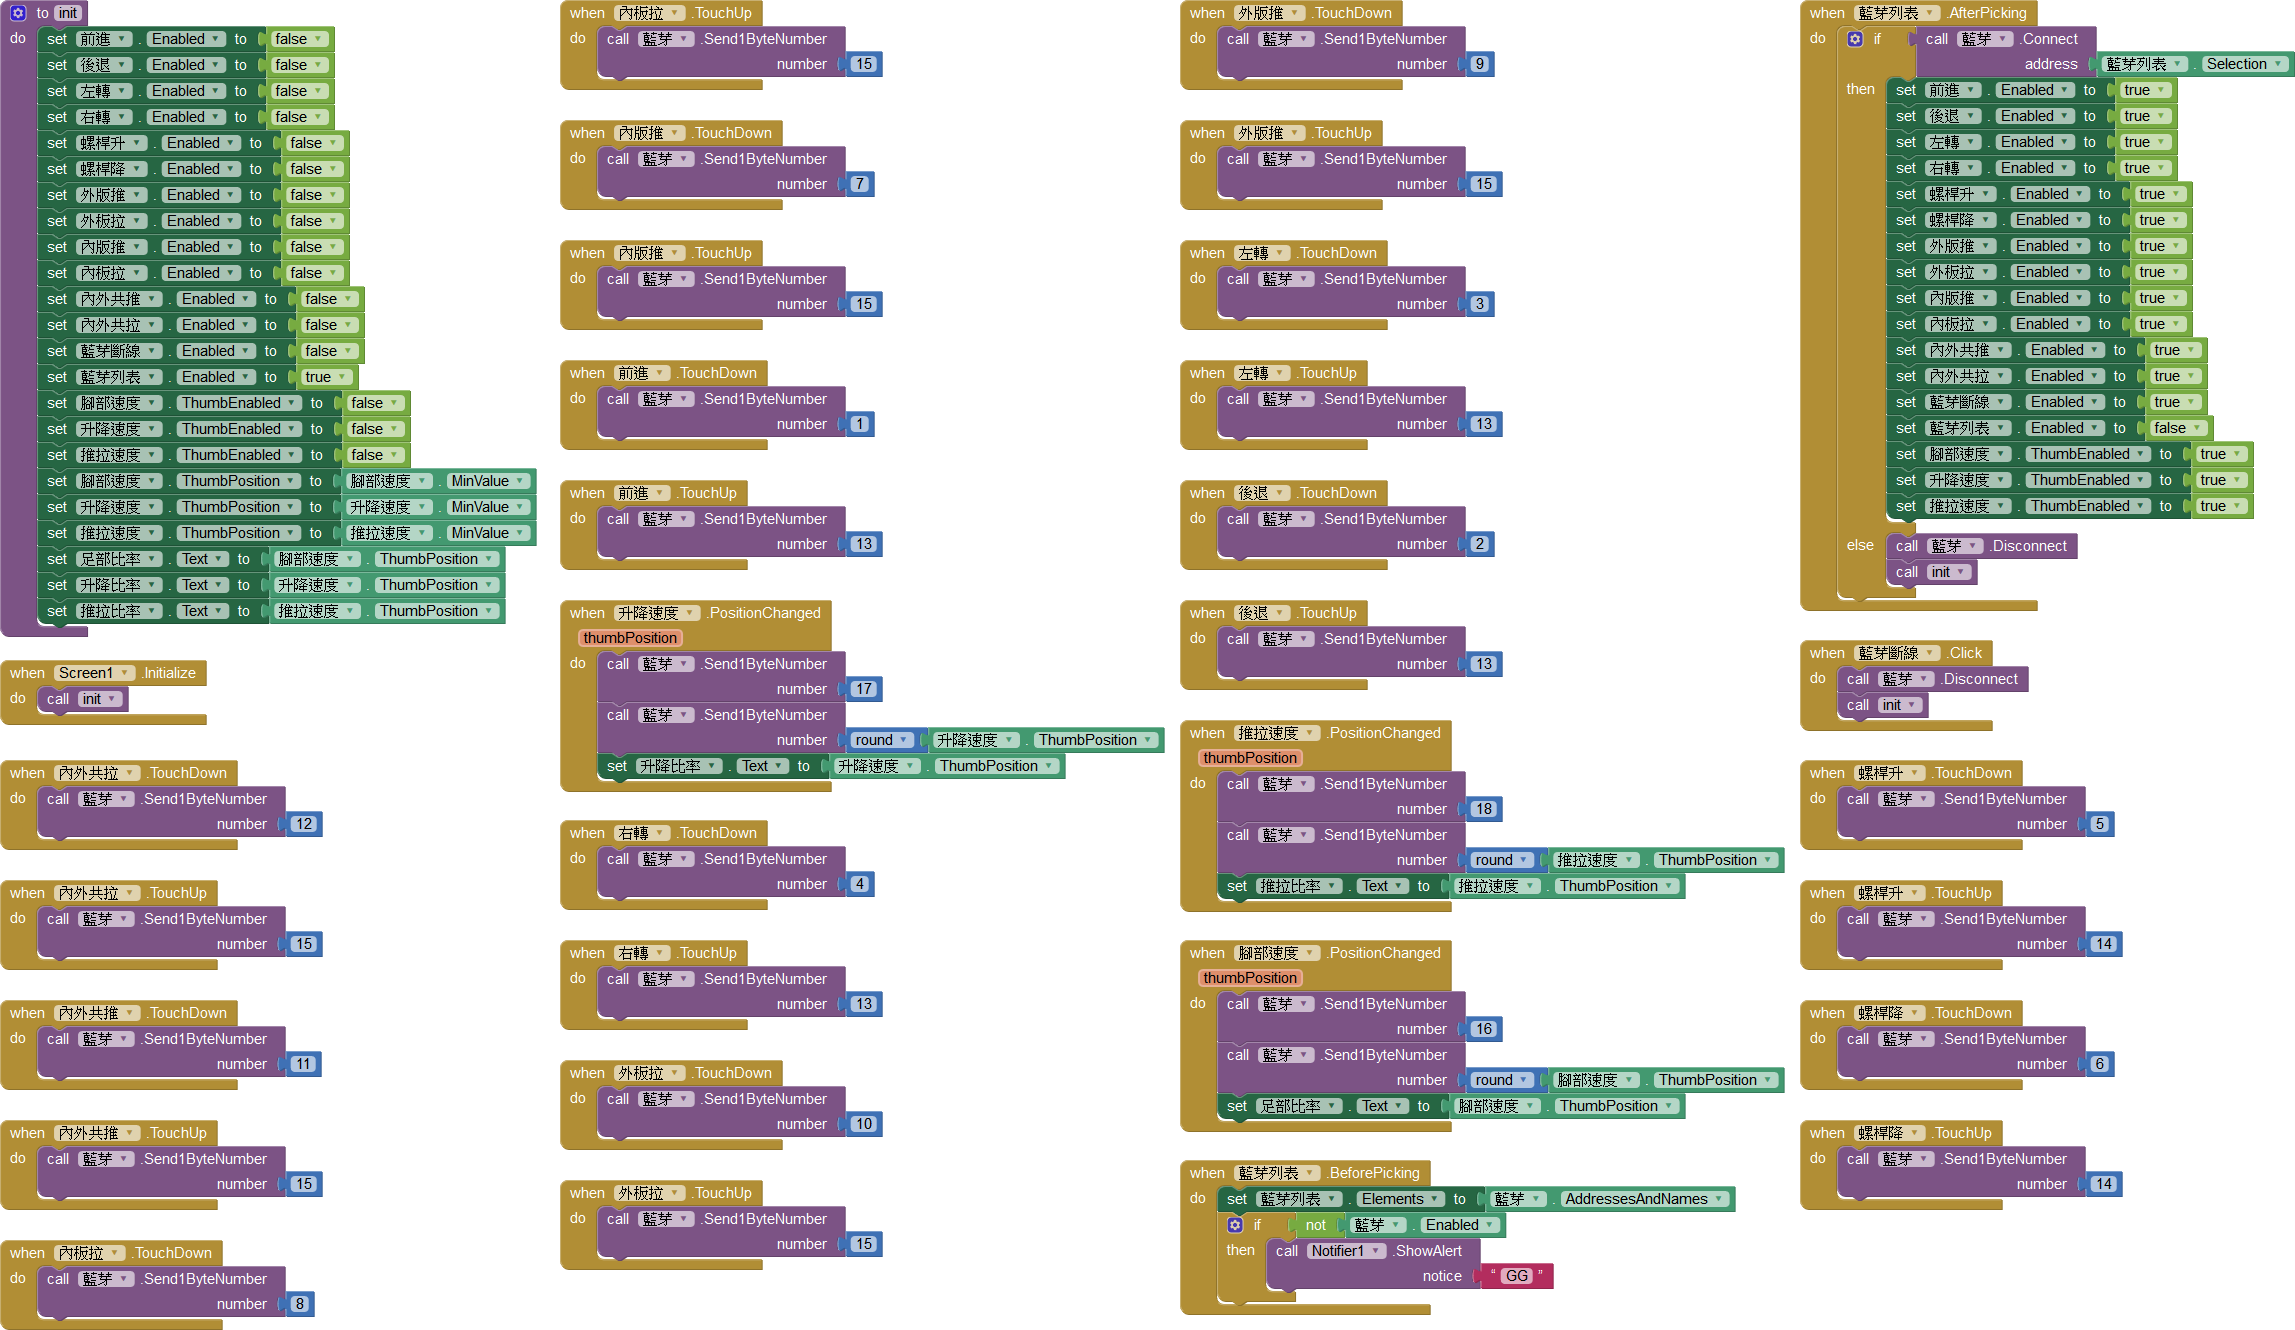 to init
do set 前進 . Enabled to false
set 後退 . Enabled to false
set 左轉 . Enabled to false
set 右轉 . Enabled to false
set 螺桿升 . Enabled to false
set 螺桿降 . Enabled to false
set 外版推 . Enabled to false
set 外板拉 . Enabled to false
set 內版推 . Enabled to false
set 內板拉 . Enabled to false
set 內外共推 . Enabled to false
set 內外共拉 . Enabled to false
set 藍芽斷線 . Enabled to false
set 藍芽列表 . Enabled to true
set 腳部速度 . ThumbEnabled to false
set 升降速度 . ThumbEnabled to false
set 推拉速度 . ThumbEnabled to false
set 腳部速度 . ThumbPosition to 腳部速度 . MinValue
set 升降速度 . ThumbPosition to 升降速度 . MinValue
set 推拉速度 . ThumbPosition to 推拉速度 . MinValue
set 足部比率 . Text to 腳部速度 . ThumbPosition
set 升降比率 . Text to 升降速度 . ThumbPosition
set 推拉比率 . Text to 推拉速度 . ThumbPosition
when Screen1 .Initialize
do call init
when 內外共拉 .TouchDown
do call 藍芽 .Send1ByteNumber
number 12
when 內外共拉 .TouchUp
do call 藍芽 .Send1ByteNumber
number 15
when 內外共推 .TouchDown
do call 藍芽 .Send1ByteNumber
number 11
when 內外共推 .TouchUp
do call 藍芽 .Send1ByteNumber
number 15
when 內板拉 .TouchDown
do call 藍芽 .Send1ByteNumber
number 8
when 內板拉 .TouchUp
do call 藍芽 .Send1ByteNumber
number 15
when 內版推 .TouchDown
do call 藍芽 .Send1ByteNumber
number 7
when 內版推 .TouchUp
do call 藍芽 .Send1ByteNumber
number 15
when 前進 .TouchDown
do call 藍芽 .Send1ByteNumber
number 1
when 前進 .TouchUp
do call 藍芽 .Send1ByteNumber
number 13
when 升降速度 .PositionChanged
thumbPosition
do call 藍芽 .Send1ByteNumber
number 17
call 藍芽 .Send1ByteNumber
number round 升降速度 . ThumbPosition
set 升降比率 . Text to 升降速度 . ThumbPosition
when 右轉 .TouchDown
do call 藍芽 .Send1ByteNumber
number 4
when 右轉 .TouchUp
do call 藍芽 .Send1ByteNumber
number 13
when 外板拉 .TouchDown
do call 藍芽 .Send1ByteNumber
number 10
when 外板拉 .TouchUp
do call 藍芽 .Send1ByteNumber
number 15
when 外版推 .TouchDown
do call 藍芽 .Send1ByteNumber
number 9
when 外版推 .TouchUp
do call 藍芽 .Send1ByteNumber
number 15
when 左轉 .TouchDown
do call 藍芽 .Send1ByteNumber
number 3
when 左轉 .TouchUp
do call 藍芽 .Send1ByteNumber
number 13
when 後退 .TouchDown
do call 藍芽 .Send1ByteNumber
number 2
when 後退 .TouchUp
do call 藍芽 .Send1ByteNumber
number 13
when 推拉速度 .PositionChanged
thumbPosition
do call 藍芽 .Send1ByteNumber
number 18
call 藍芽 .Send1ByteNumber
number round 推拉速度 . ThumbPosition
set 推拉比率 . Text to 推拉速度 . ThumbPosition
when 腳部速度 .PositionChanged
thumbPosition
do call 藍芽 .Send1ByteNumber
number 16
call 藍芽 .Send1ByteNumber
number round 腳部速度 . ThumbPosition
set 足部比率 . Text to 腳部速度 . ThumbPosition
when 藍芽列表 .BeforePicking
do set 藍芽列表 . Elements to 藍芽 . AddressesAndNames
if not 藍芽 . Enabled
then call Notifier1 .ShowAlert
notice " GG "
when 藍芽列表 .AfterPicking
do if call 藍芽 .Connect
address 藍芽列表 . Selection
then set 前進 . Enabled to true
set 後退 . Enabled to true
set 左轉 . Enabled to true
set 右轉 . Enabled to true
set 螺桿升 . Enabled to true
set 螺桿降 . Enabled to true
set 外版推 . Enabled to true
set 外板拉 . Enabled to true
set 內版推 . Enabled to true
set 內板拉 . Enabled to true
set 內外共推 . Enabled to true
set 內外共拉 . Enabled to true
set 藍芽斷線 . Enabled to true
set 藍芽列表 . Enabled to false
set 腳部速度 . ThumbEnabled to true
set 升降速度 . ThumbEnabled to true
set 推拉速度 . ThumbEnabled to true
else call 藍芽 .Disconnect
call init
when 藍芽斷線 .Click
do call 藍芽 .Disconnect
call init
when 螺桿升 .TouchDown
do call 藍芽 .Send1ByteNumber
number 5
when 螺桿升 .TouchUp
do call 藍芽 .Send1ByteNumber
number 14
when 螺桿降 .TouchDown
do call 藍芽 .Send1ByteNumber
number 6
when 螺桿降 .TouchUp
do call 藍芽 .Send1ByteNumber
number 14